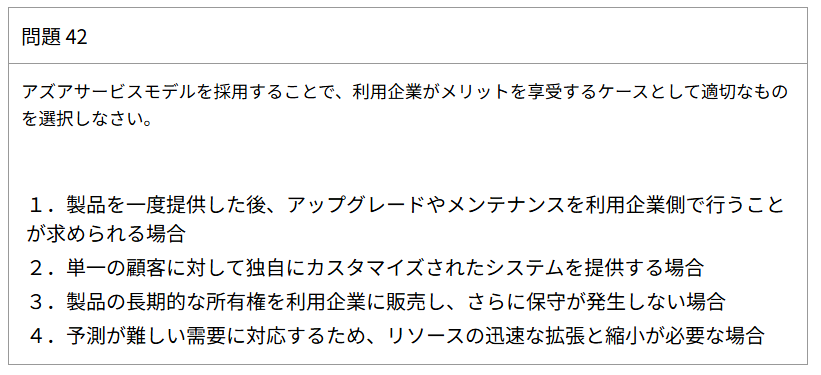 問題 42
アズアサービスモデルを採用することで、利用企業がメリットを享受するケースとして適切なもの
を選択しなさい。
１．製品を一度提供した後、アップグレードやメンテナンスを利用企業側で行うこと
が求められる場合
２．単一の顧客に対して独自にカスタマイズされたシステムを提供する場合
３．製品の長期的な所有権を利用企業に販売し、さらに保守が発生しない場合
４．予測が難しい需要に対応するため、リソースの迅速な拡張と縮小が必要な場合